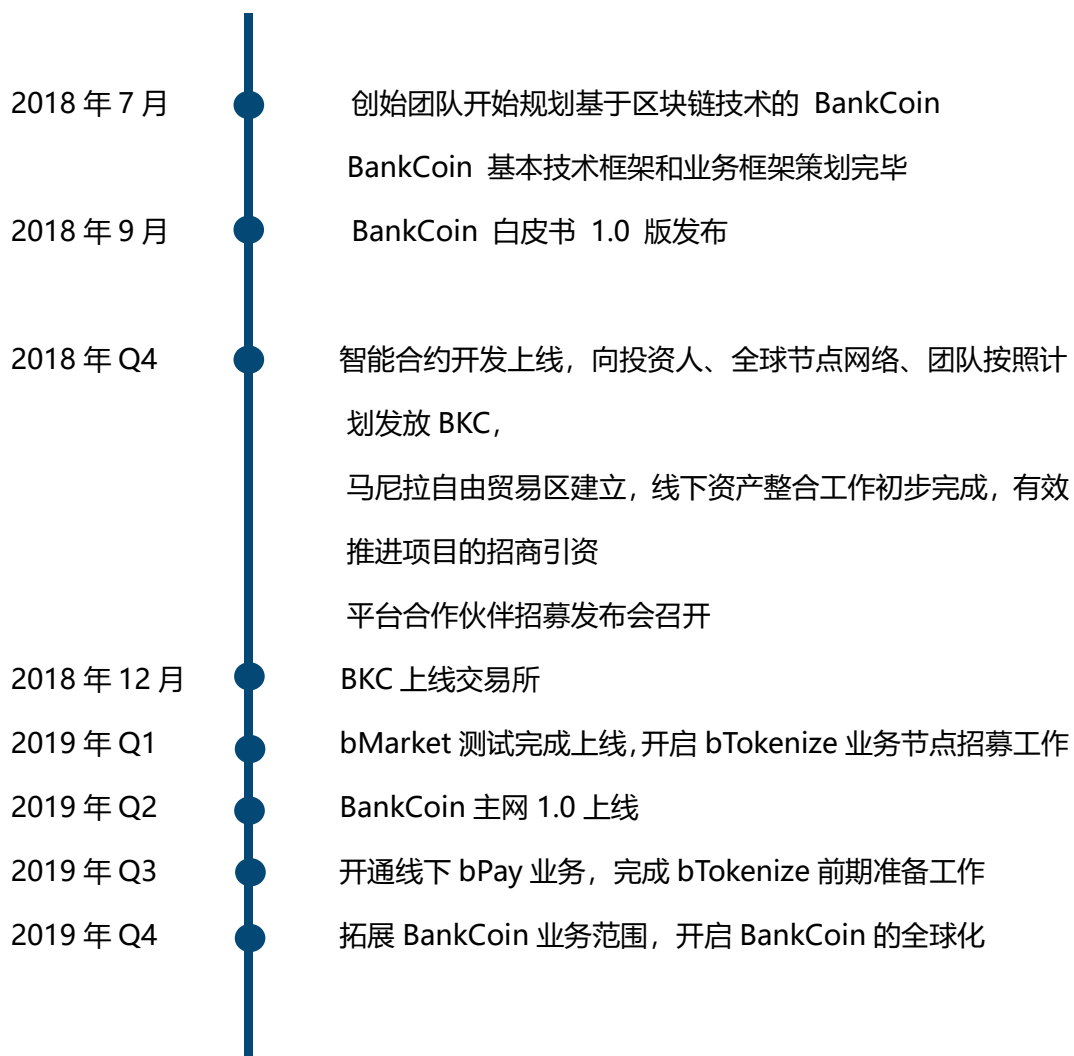 2018 年 7 月 创始团队开始规划基于区块链技术的 BankCoin
BankCoin 基本技术框架和业务框架策划完毕
2018 年 9 月 BankCoin 白皮书 1.0 版发布
2018 年 Q4 智能合约开发上线，向投资人、全球节点网络、团队按照计
划发放 BKC，
马尼拉自由贸易区建立，线下资产整合工作初步完成，有效
推进项目的招商引资
平台合作伙伴招募发布会召开
2018 年 12 月 BKC 上线交易所
2019 年 Q1 bMarket 测试完成上线，开启 bTokenize 业务节点招募工作
2019 年 Q2 BankCoin 主网 1.0 上线
2019 年 Q3 开通线下 bPay 业务，完成 bTokenize 前期准备工作
2019 年 Q4 拓展 BankCoin 业务范围，开启 BankCoin 的全球化